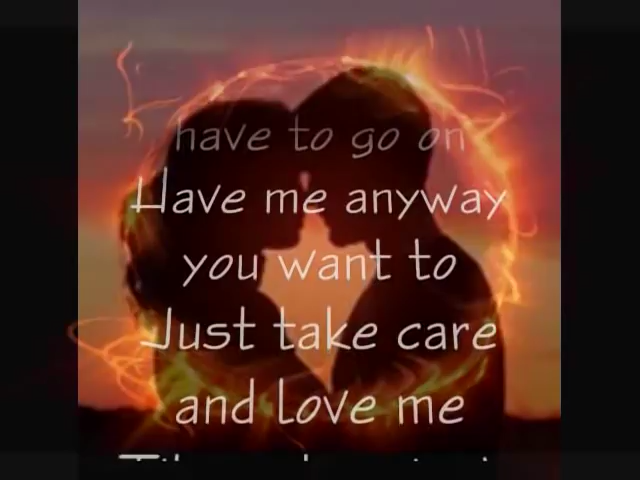 have to go on
Have me anyway
you want to
Just take care
and love me